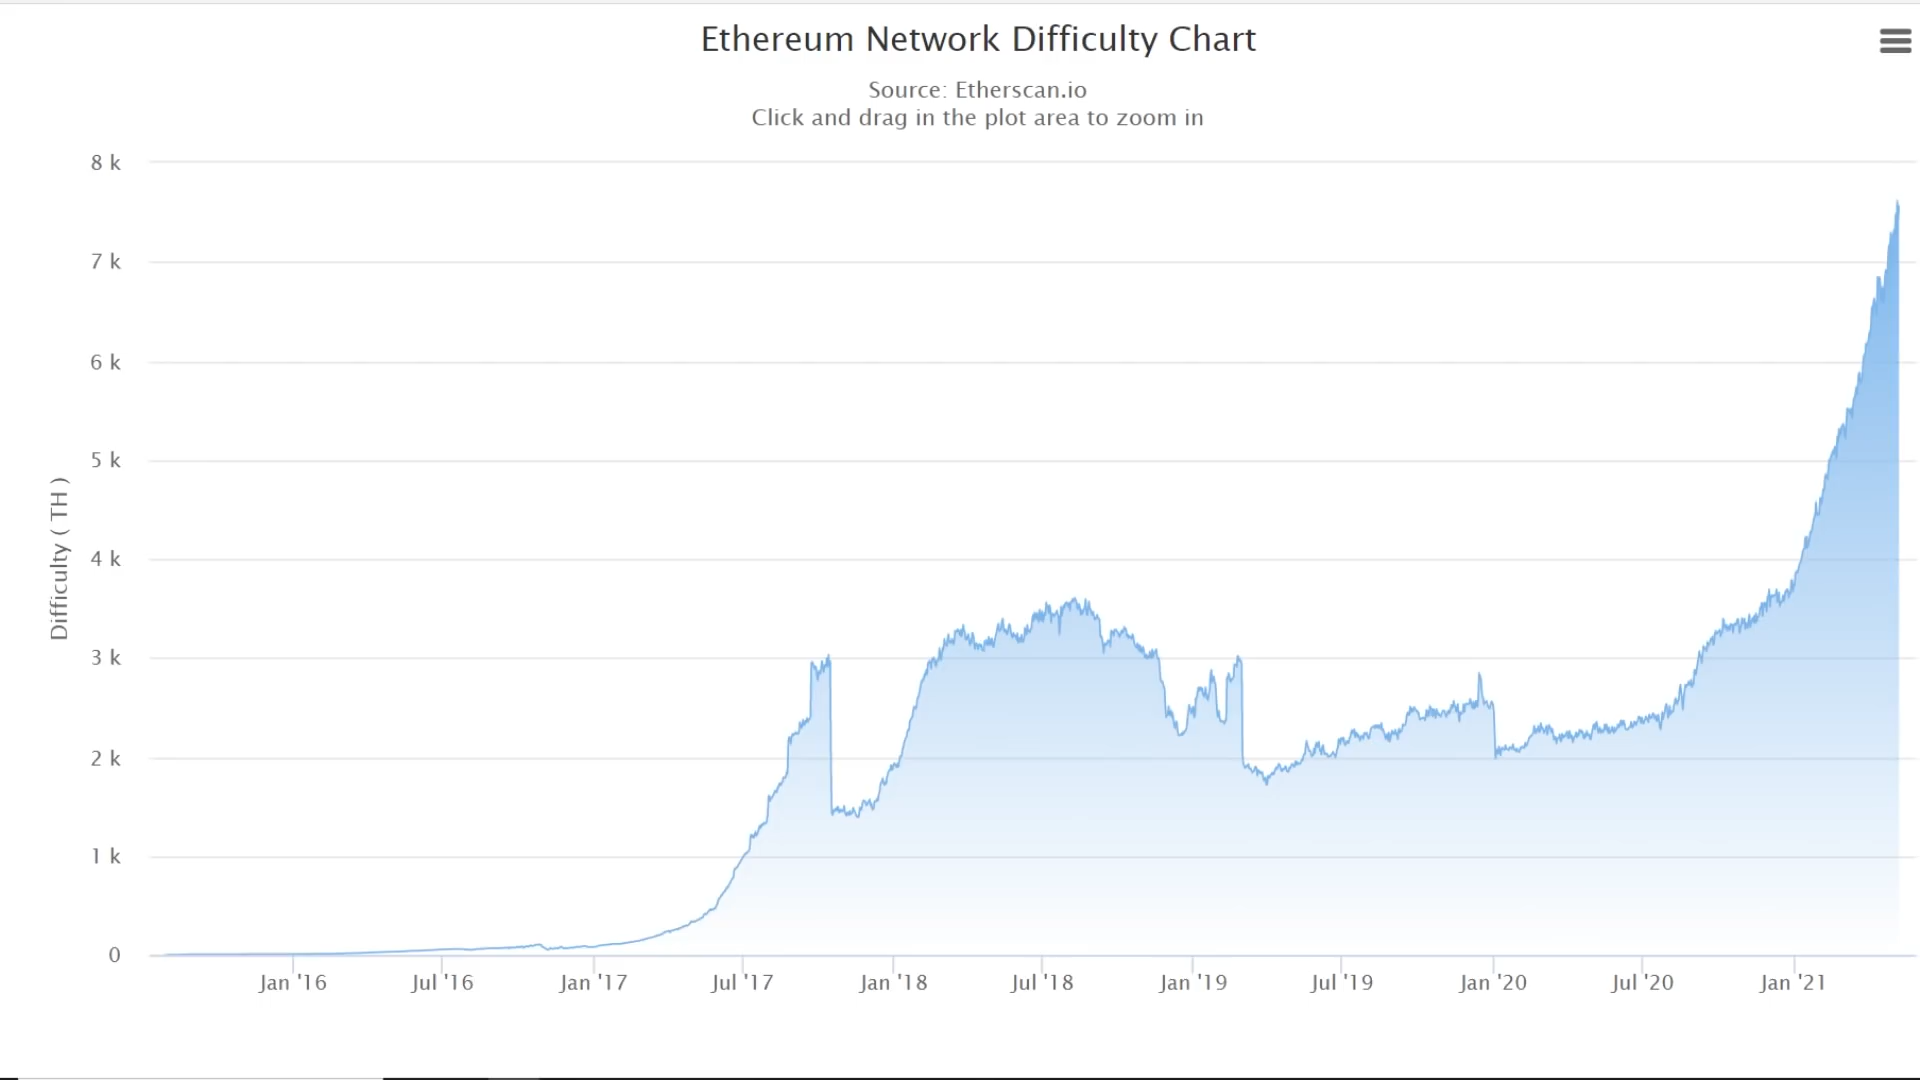 Ethereum Network Difficulty Chart
Source: Etherscan.io
Click and drag in the plot area to zoom in
8 k
7 k
6 k
5 k
4 k
3 k
2 k
1 k
0
Difficulty ( TH )
Jan '16
Jul '16
Jan '17
Jul '17
Jan '18
Jul '18
Jan '19
Jul '19
Jan '20
Jul '20
Jan '21